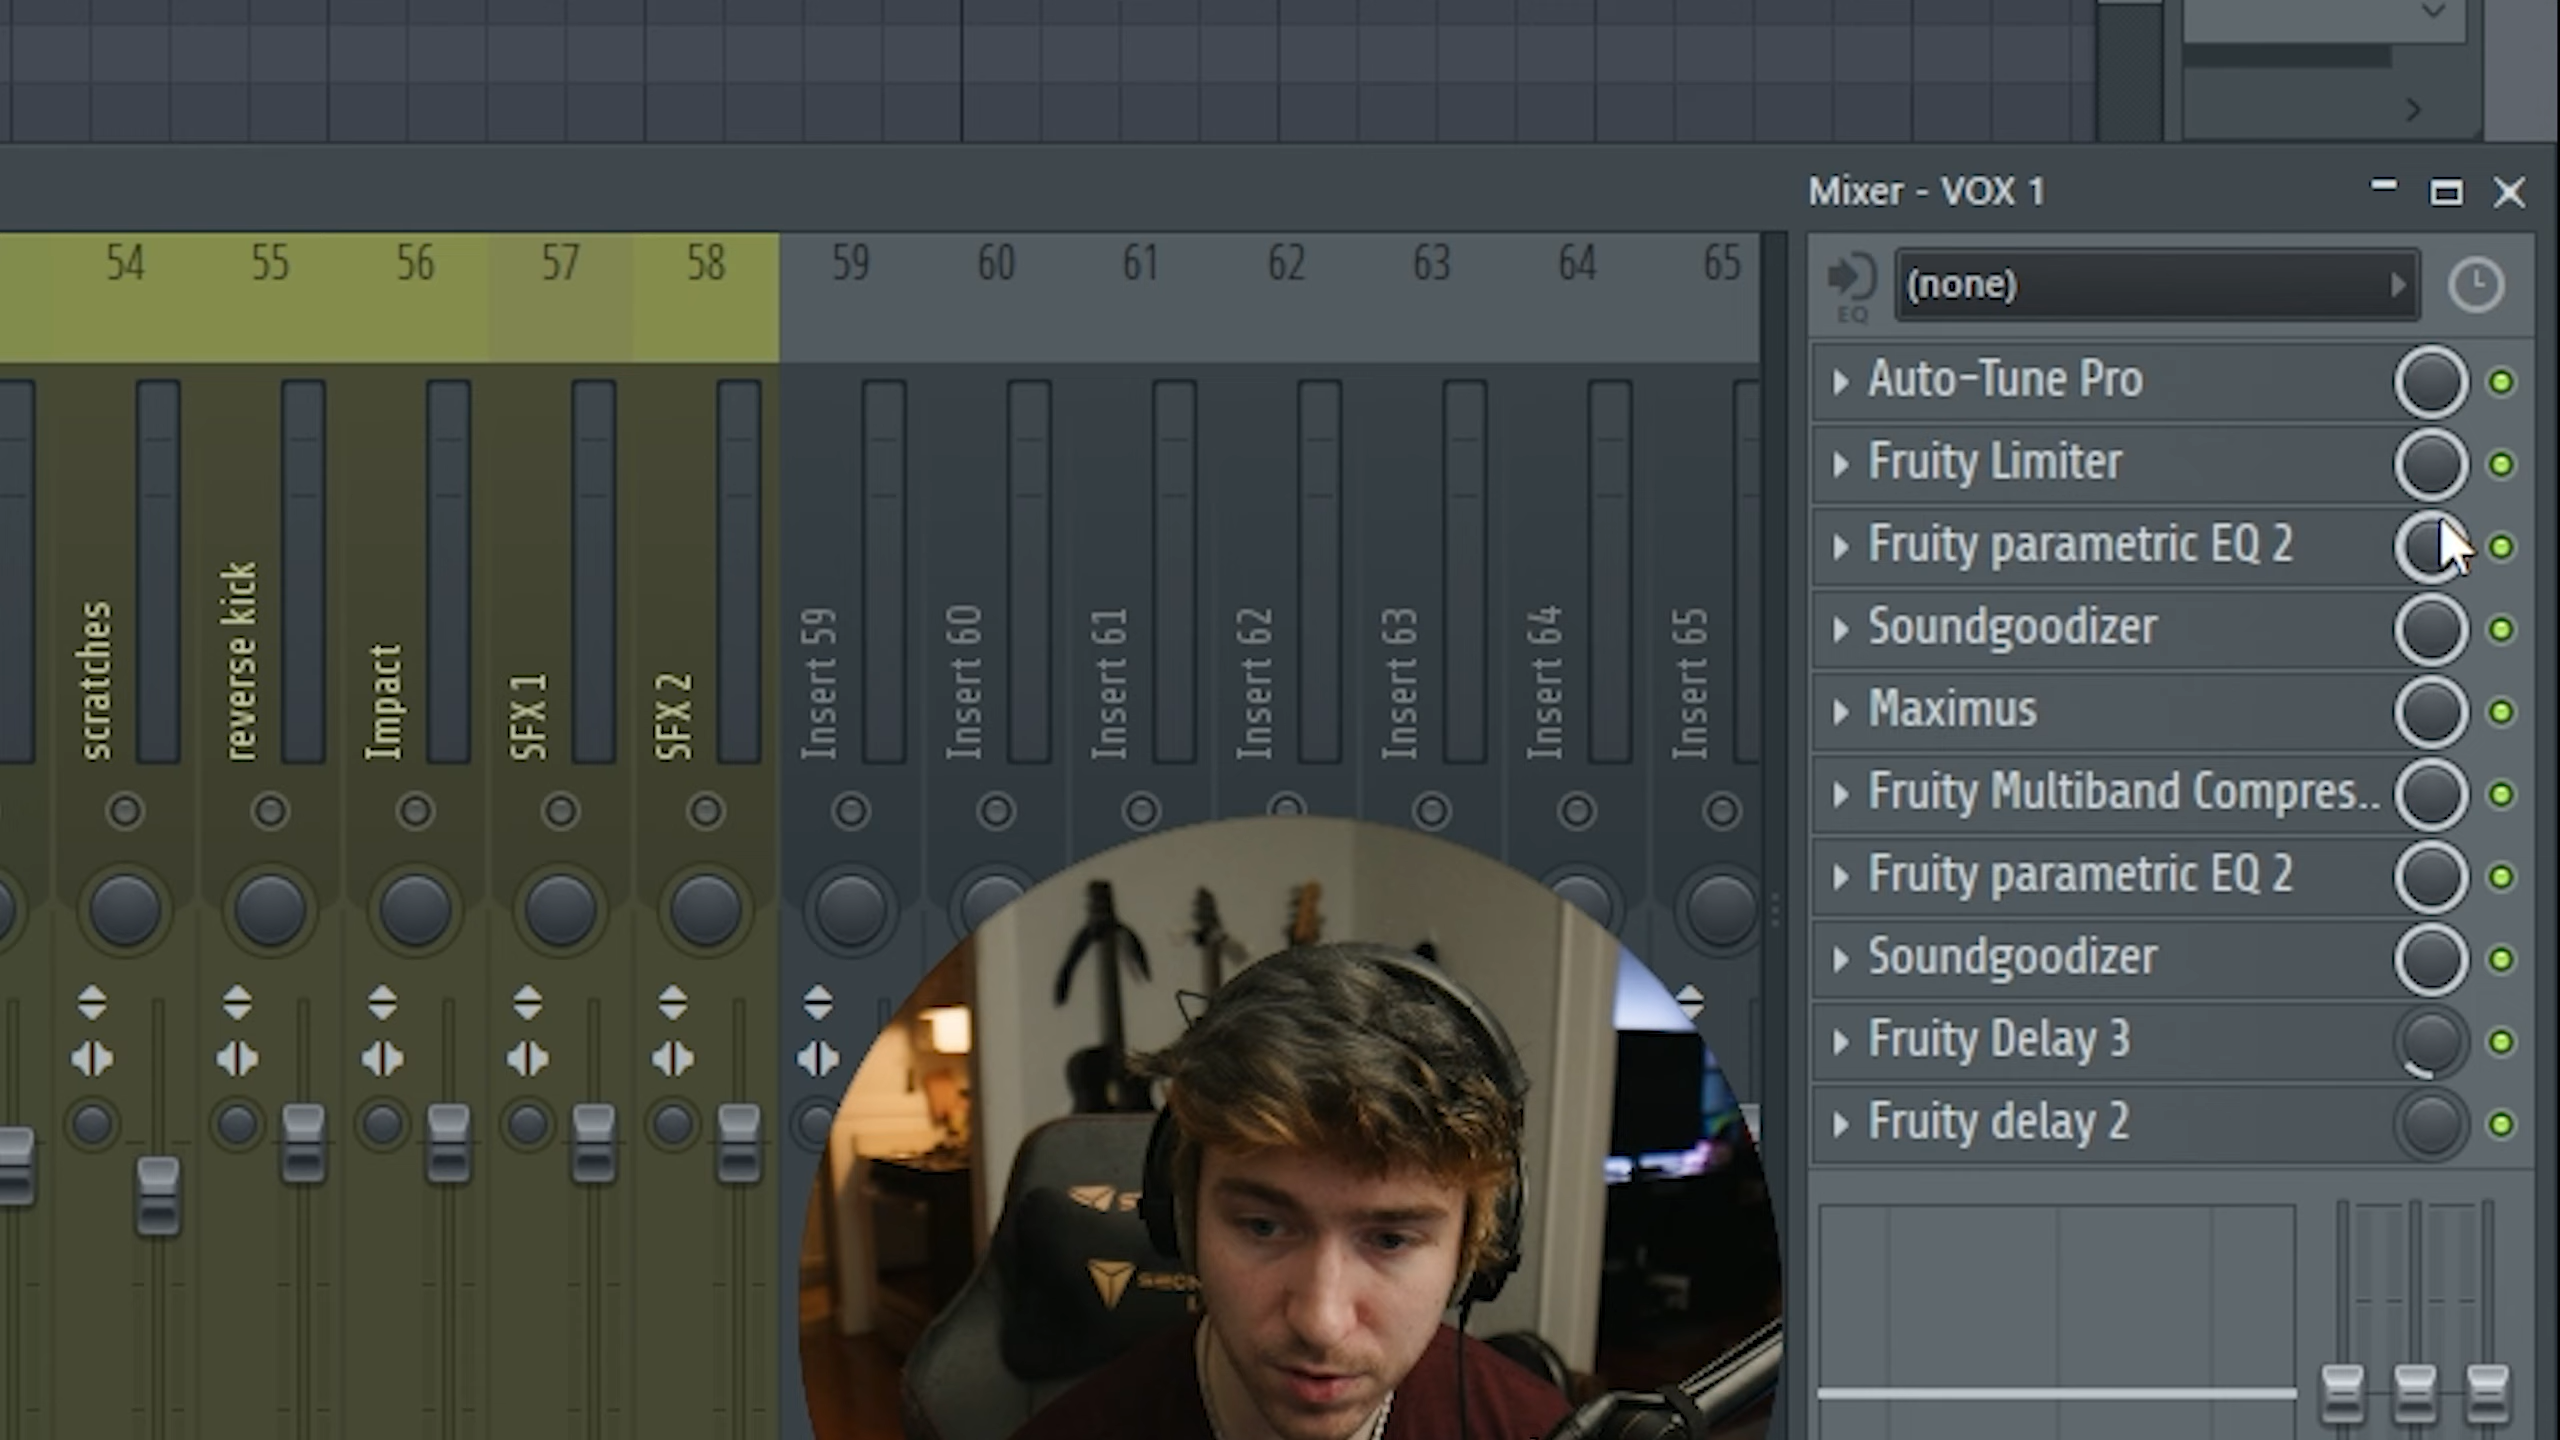 Mixer - VOX 1
54 55 56 57 58 59 60 61 62 63 64 65
EQ
(none)
Auto-Tune Pro
Fruity Limiter
Fruity parametric EQ 2
Soundgoodizer
Maximus
Fruity Multiband Compres..
Fruity parametric EQ 2
Soundgoodizer
Fruity Delay 3
Fruity delay 2
scratches
reverse kick
Impact
SFX 1
SFX 2
Insert 59
Insert 60
Insert 61
Insert 62
Insert 63
Insert 64
Insert 65